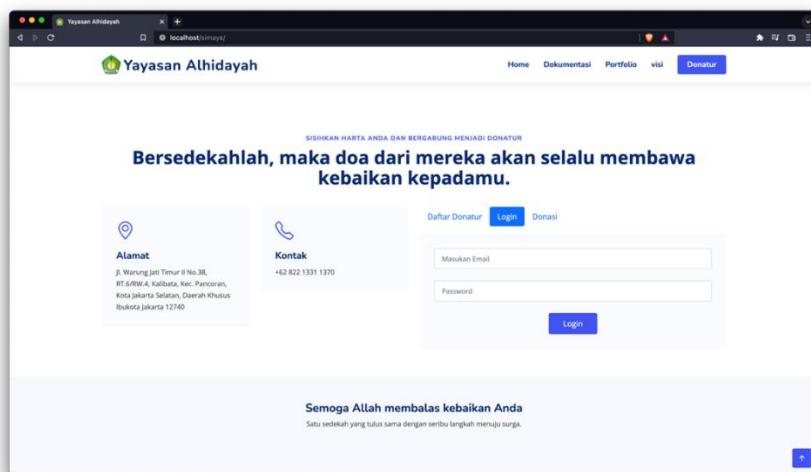 Yayasan Alhidayah
localhost/simaya/
Yayasan Alhidayah
Home Dokumentasi Portfolio visi Donatur
SISIHKAN HARTA ANDA DAN BERGABUNG MENJADI DONATUR
Bersedekahlah, maka doa dari mereka akan selalu membawa
kebaikan kepadamu.
Alamat
Jl. Warung Jati Timur II No.38,
RT.6/RW.4, Kalibata, Kec. Pancoran,
Kota Jakarta Selatan, Daerah Khusus
Ibukota Jakarta 12740
Kontak
+62 822 1331 1370
Daftar Donatur Login Donasi
Masukan Email
Password
Login
Semoga Allah membalas kebaikan Anda
Satu sedekah yang tulus sama dengan seribu langkah menuju surga.